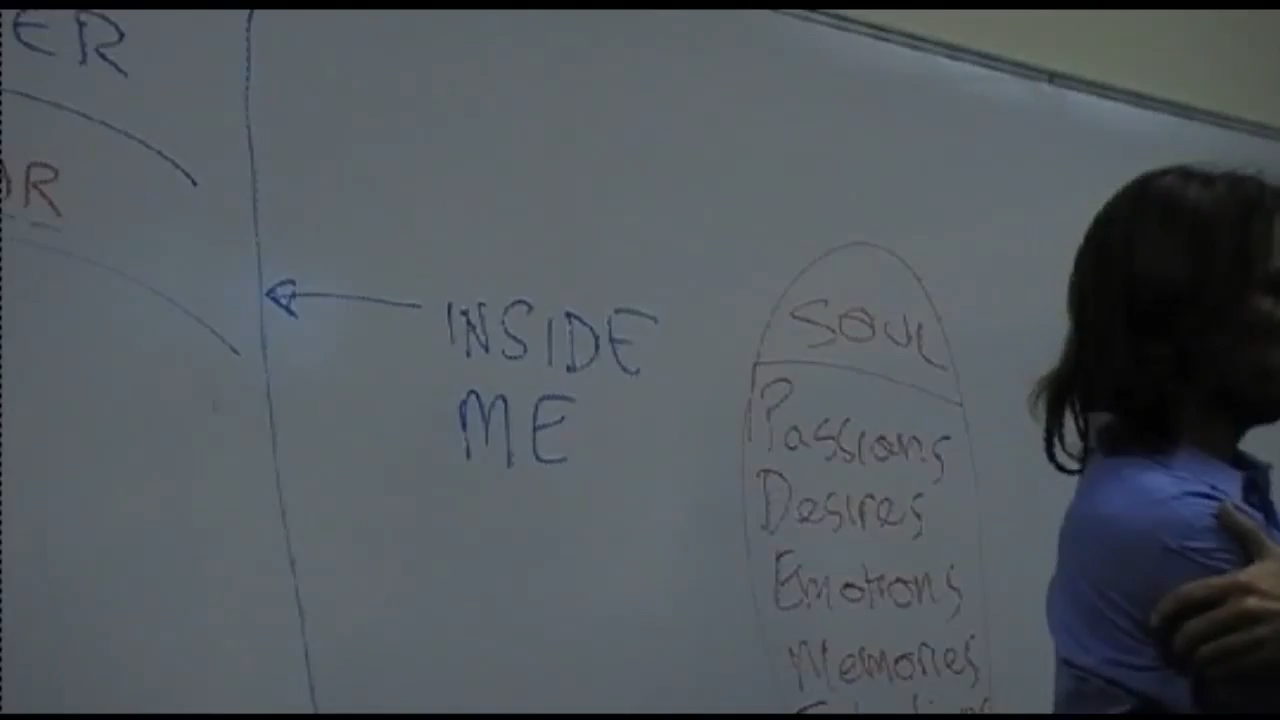 ER
R
INSIDE
ME
SOUL
Passions
Desires
Emotions
Memories